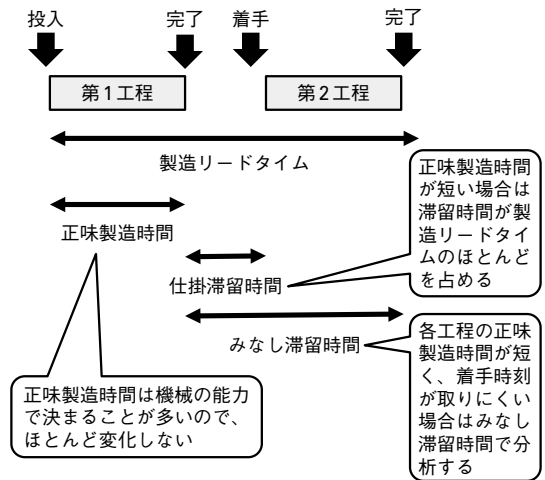 投入
完了
着手
完了
第1工程
第2工程
製造リードタイム
正味製造時間
が短い場合は
滞留時間が製
造リードタイ
ムのほとんど
を占める
正味製造時間
仕掛滞留時間
みなし滞留時間
各工程の正味
製造時間が短
く、着手時刻
が取りにくい
場合はみなし
滞留時間で分
析する
正味製造時間は機械の能力
で決まることが多いので、
ほとんど変化しない